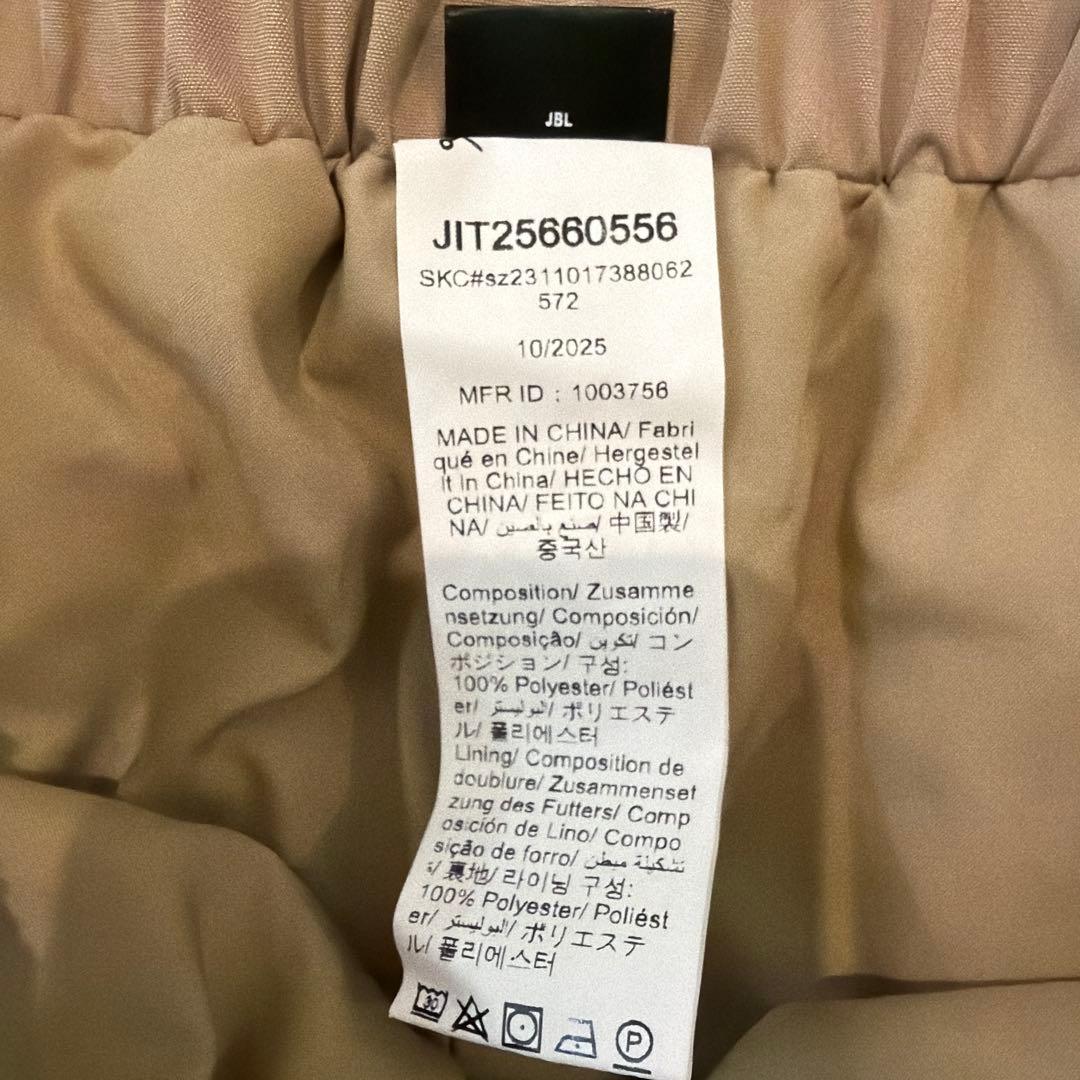 JBL
JIT25660556
SKC#sz2311017388062
572
10/2025
MFR ID : 1003756
MADE IN CHINA/ Fabri
qué en Chine/ Hergestel
lt in China/ HECHO EN
CHINA/ FEITO NA CHI
NA/ صنع بالصين/ 中国製/
중국산
Composition/ Zusamme
nsetzung/ Composición/
Composição/ تكوين/ コン
ポジション/ 구성:
100% Polyester/ Poliést
er/ البوليستر/ ポリエステ
ル/ 폴리에스터
Lining/ Composition de
doublure/ Zusammenset
zung des Futters/ Comp
osición de Lino/ Compo
sição de forro/ تشكيلة مبطن
ة/ 裏地/ 라이닝 구성:
100% Polyester/ Poliést
er/ البوليستر/ ポリエステ
ル/ 폴리에스터
30
P